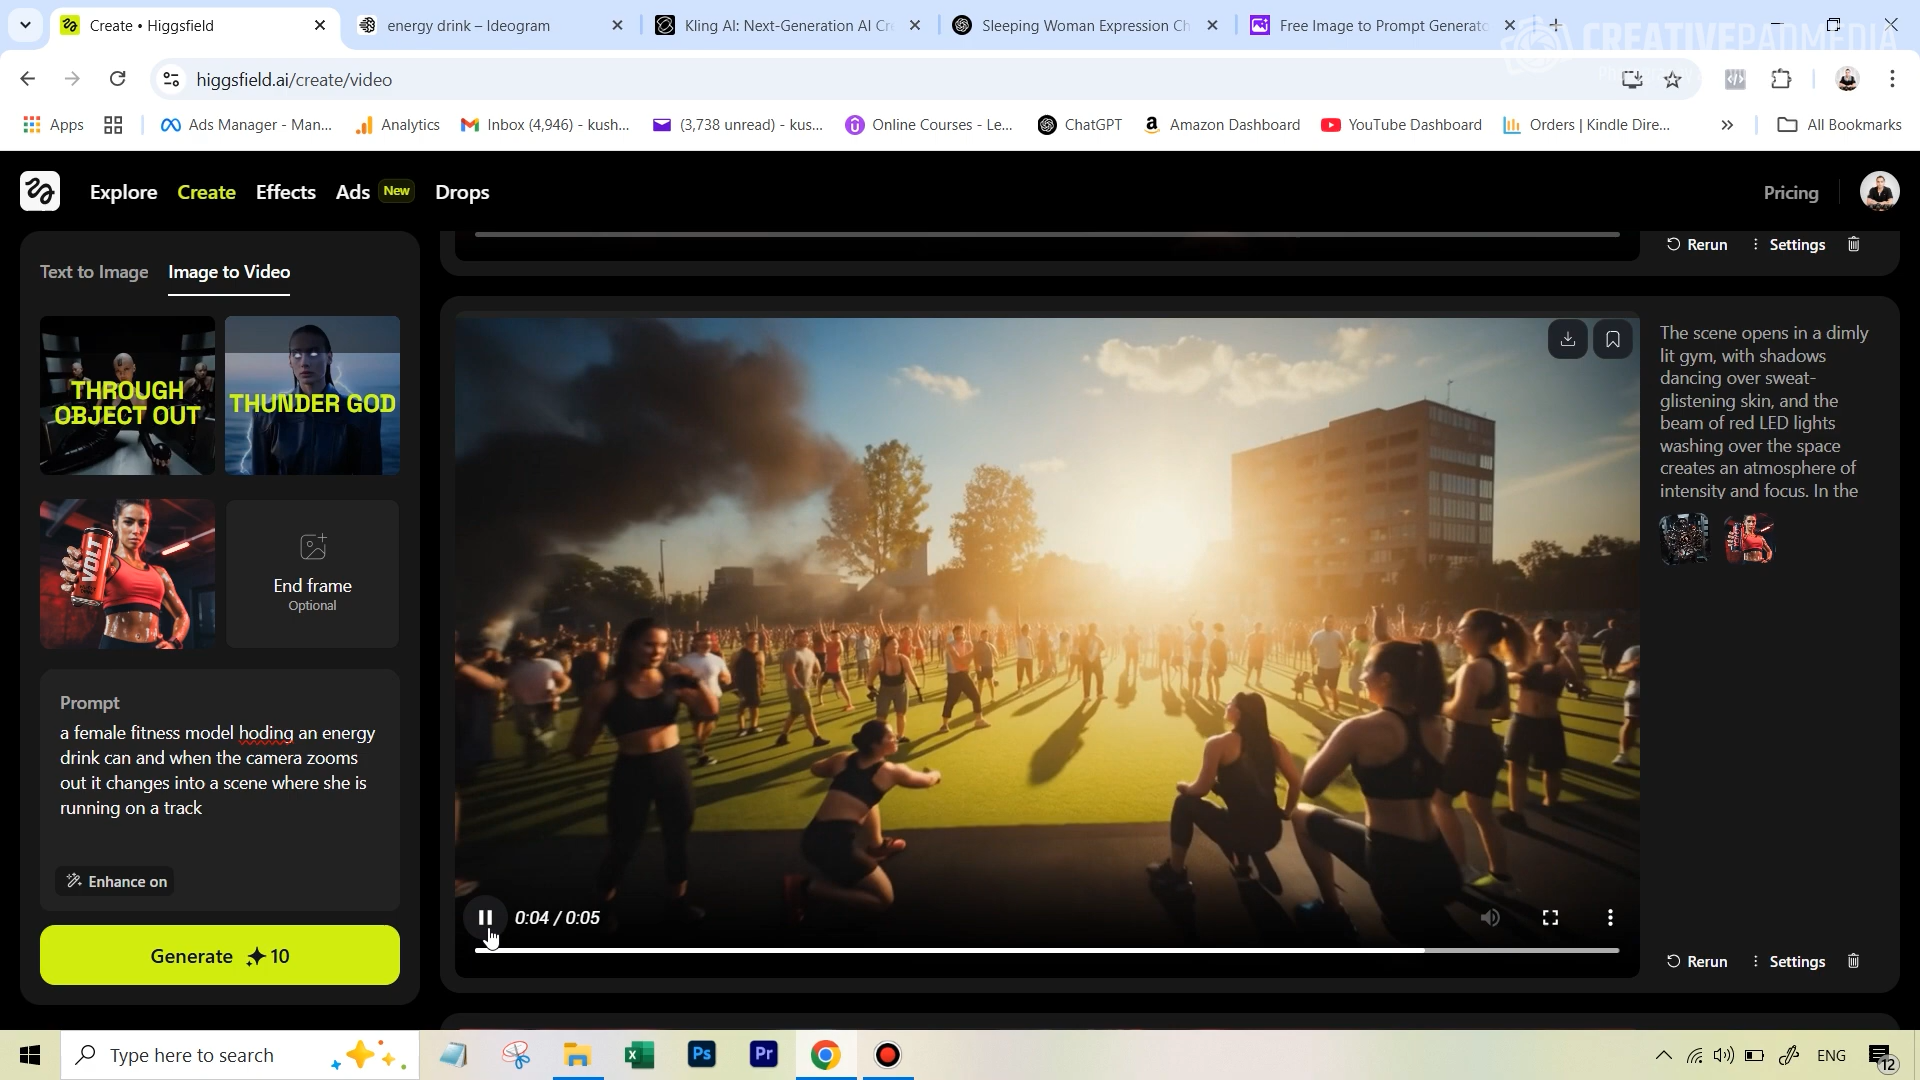 Create • Higgsfield
energy drink – Ideogram
Kling AI: Next-Generation AI Cr
Sleeping Woman Expression Ch
Free Image to Prompt Generato
CREATIVEPADMEDIA
higgsfield.ai/create/video
Apps
Ads Manager - Man...
Analytics
Inbox (4,946) - kush...
(3,738 unread) - kus...
Online Courses - Le...
ChatGPT
Amazon Dashboard
YouTube Dashboard
Orders | Kindle Dire...
All Bookmarks
Explore
Create
Effects
Ads New
Drops
Pricing
Text to Image
Image to Video
THROUGH
OBJECT OUT
THUNDER GOD
VOLT
End frame
Optional
Prompt
a female fitness model hoding an energy
drink can and when the camera zooms
out it changes into a scene where she is
running on a track
Enhance on
Generate 10
Rerun
Settings
The scene opens in a dimly
lit gym, with shadows
dancing over sweat-
glistening skin, and the
beam of red LED lights
washing over the space
creates an atmosphere of
intensity and focus. In the
0:04 / 0:05
Rerun
Settings
Type here to search
Ps
Pr
ENG
12